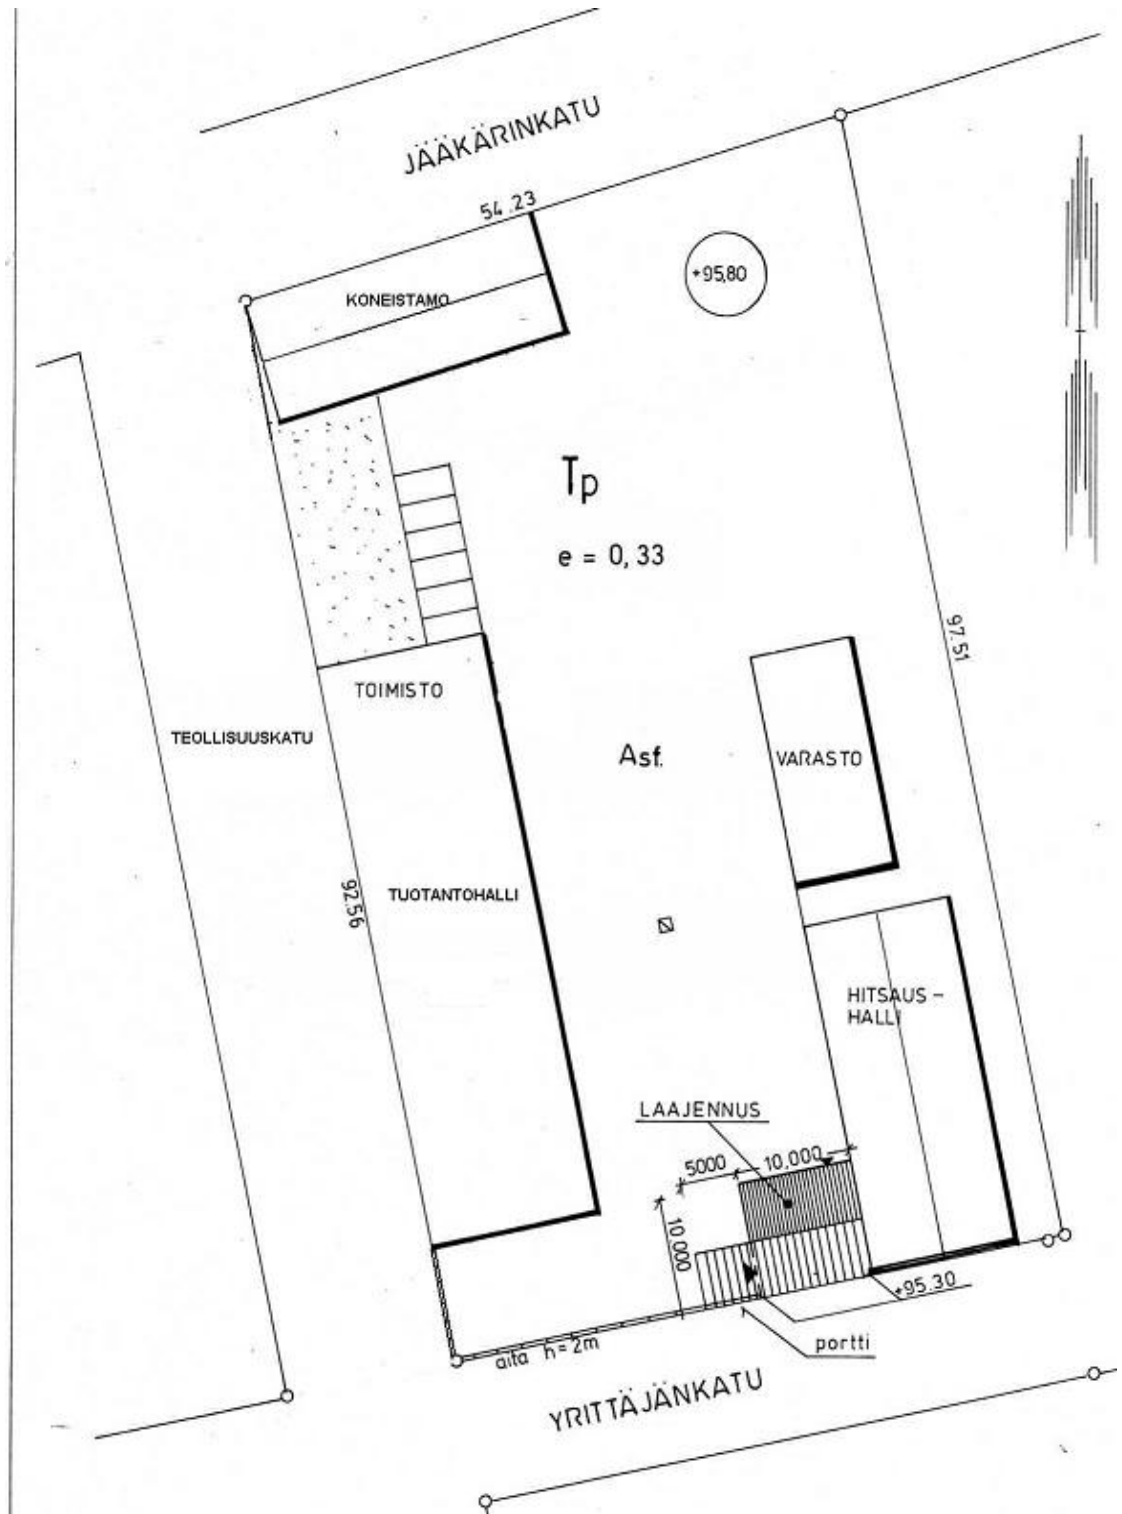 JÄÄKÄRINKATU
54.23
+95,80
KONEISTAMO
Tp
e = 0,33
97.51
TOIMISTO
TEOLLISUUSKATU
Asf.
VARASTO
92.56
TUOTANTOHALLI
HITSAUS-
HALLI
LAAJENNUS
5000
10,000
10.000
+95.30
portti
aita h=2m
YRITTÄJÄNKATU